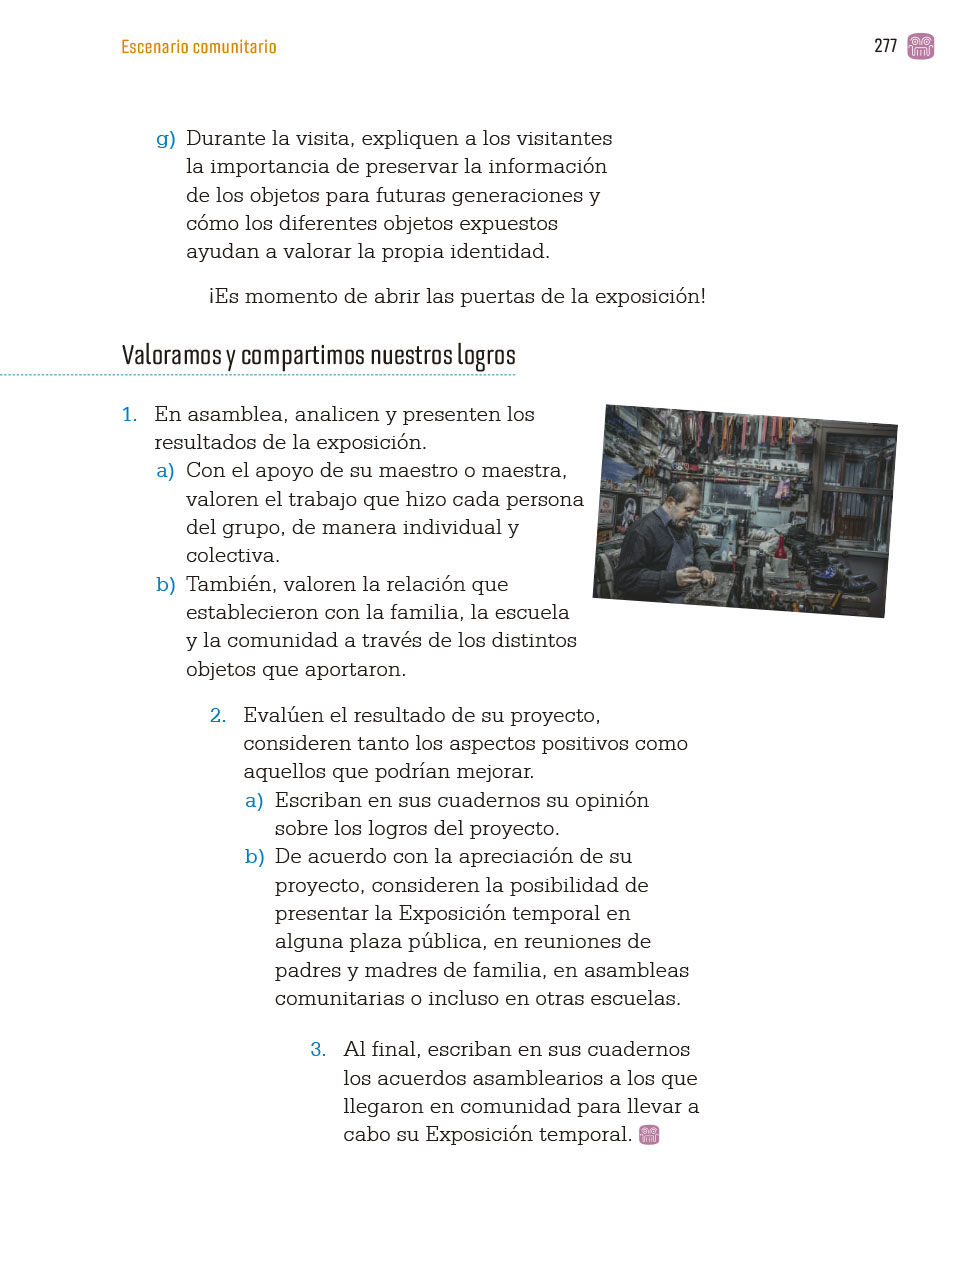 Escenario comunitario
277
g) Durante la visita, expliquen a los visitantes
la importancia de preservar la información
de los objetos para futuras generaciones y
cómo los diferentes objetos expuestos
ayudan a valorar la propia identidad.
¡Es momento de abrir las puertas de la exposición!
Valoramos y compartimos nuestros logros
1. En asamblea, analicen y presenten los
resultados de la exposición.
a) Con el apoyo de su maestro o maestra,
valoren el trabajo que hizo cada persona
del grupo, de manera individual y
colectiva.
b) También, valoren la relación que
establecieron con la familia, la escuela
y la comunidad a través de los distintos
objetos que aportaron.
2. Evalúen el resultado de su proyecto,
consideren tanto los aspectos positivos como
aquellos que podrían mejorar.
a) Escriban en sus cuadernos su opinión
sobre los logros del proyecto.
b) De acuerdo con la apreciación de su
proyecto, consideren la posibilidad de
presentar la Exposición temporal en
alguna plaza pública, en reuniones de
padres y madres de familia, en asambleas
comunitarias o incluso en otras escuelas.
3. Al final, escriban en sus cuadernos
los acuerdos asamblearios a los que
llegaron en comunidad para llevar a
cabo su Exposición temporal.